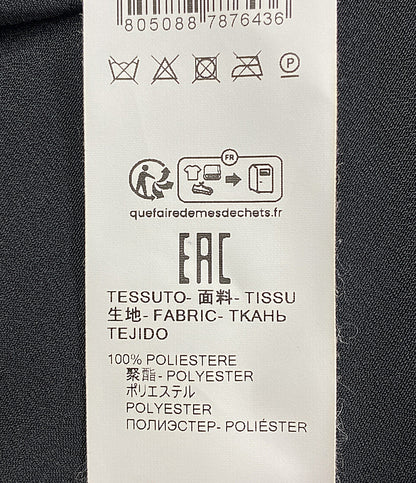 805088 7876436
P
FR
quefairedemesdechets.fr
EAC
TESSUTO- 面料- TISSU
生地- FABRIC- ТКАНЬ
TEJIDO
100% POLIESTERE
聚酯- POLYESTER
ポリエステル
POLYESTER
ПОЛИЭСТЕР- POLIÉSTER